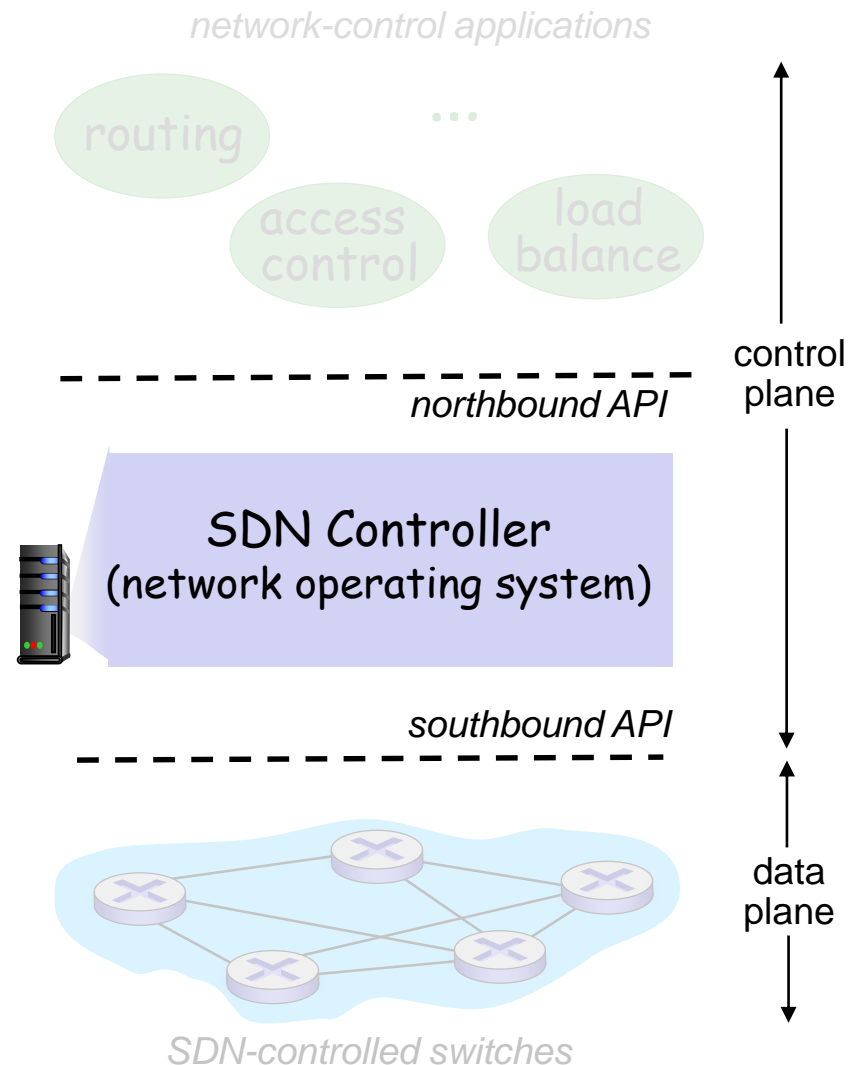 network-control applications
routing
…
access
control
load
balance
control
plane
northbound API
SDN Controller
(network operating system)
southbound API
data
plane
SDN-controlled switches